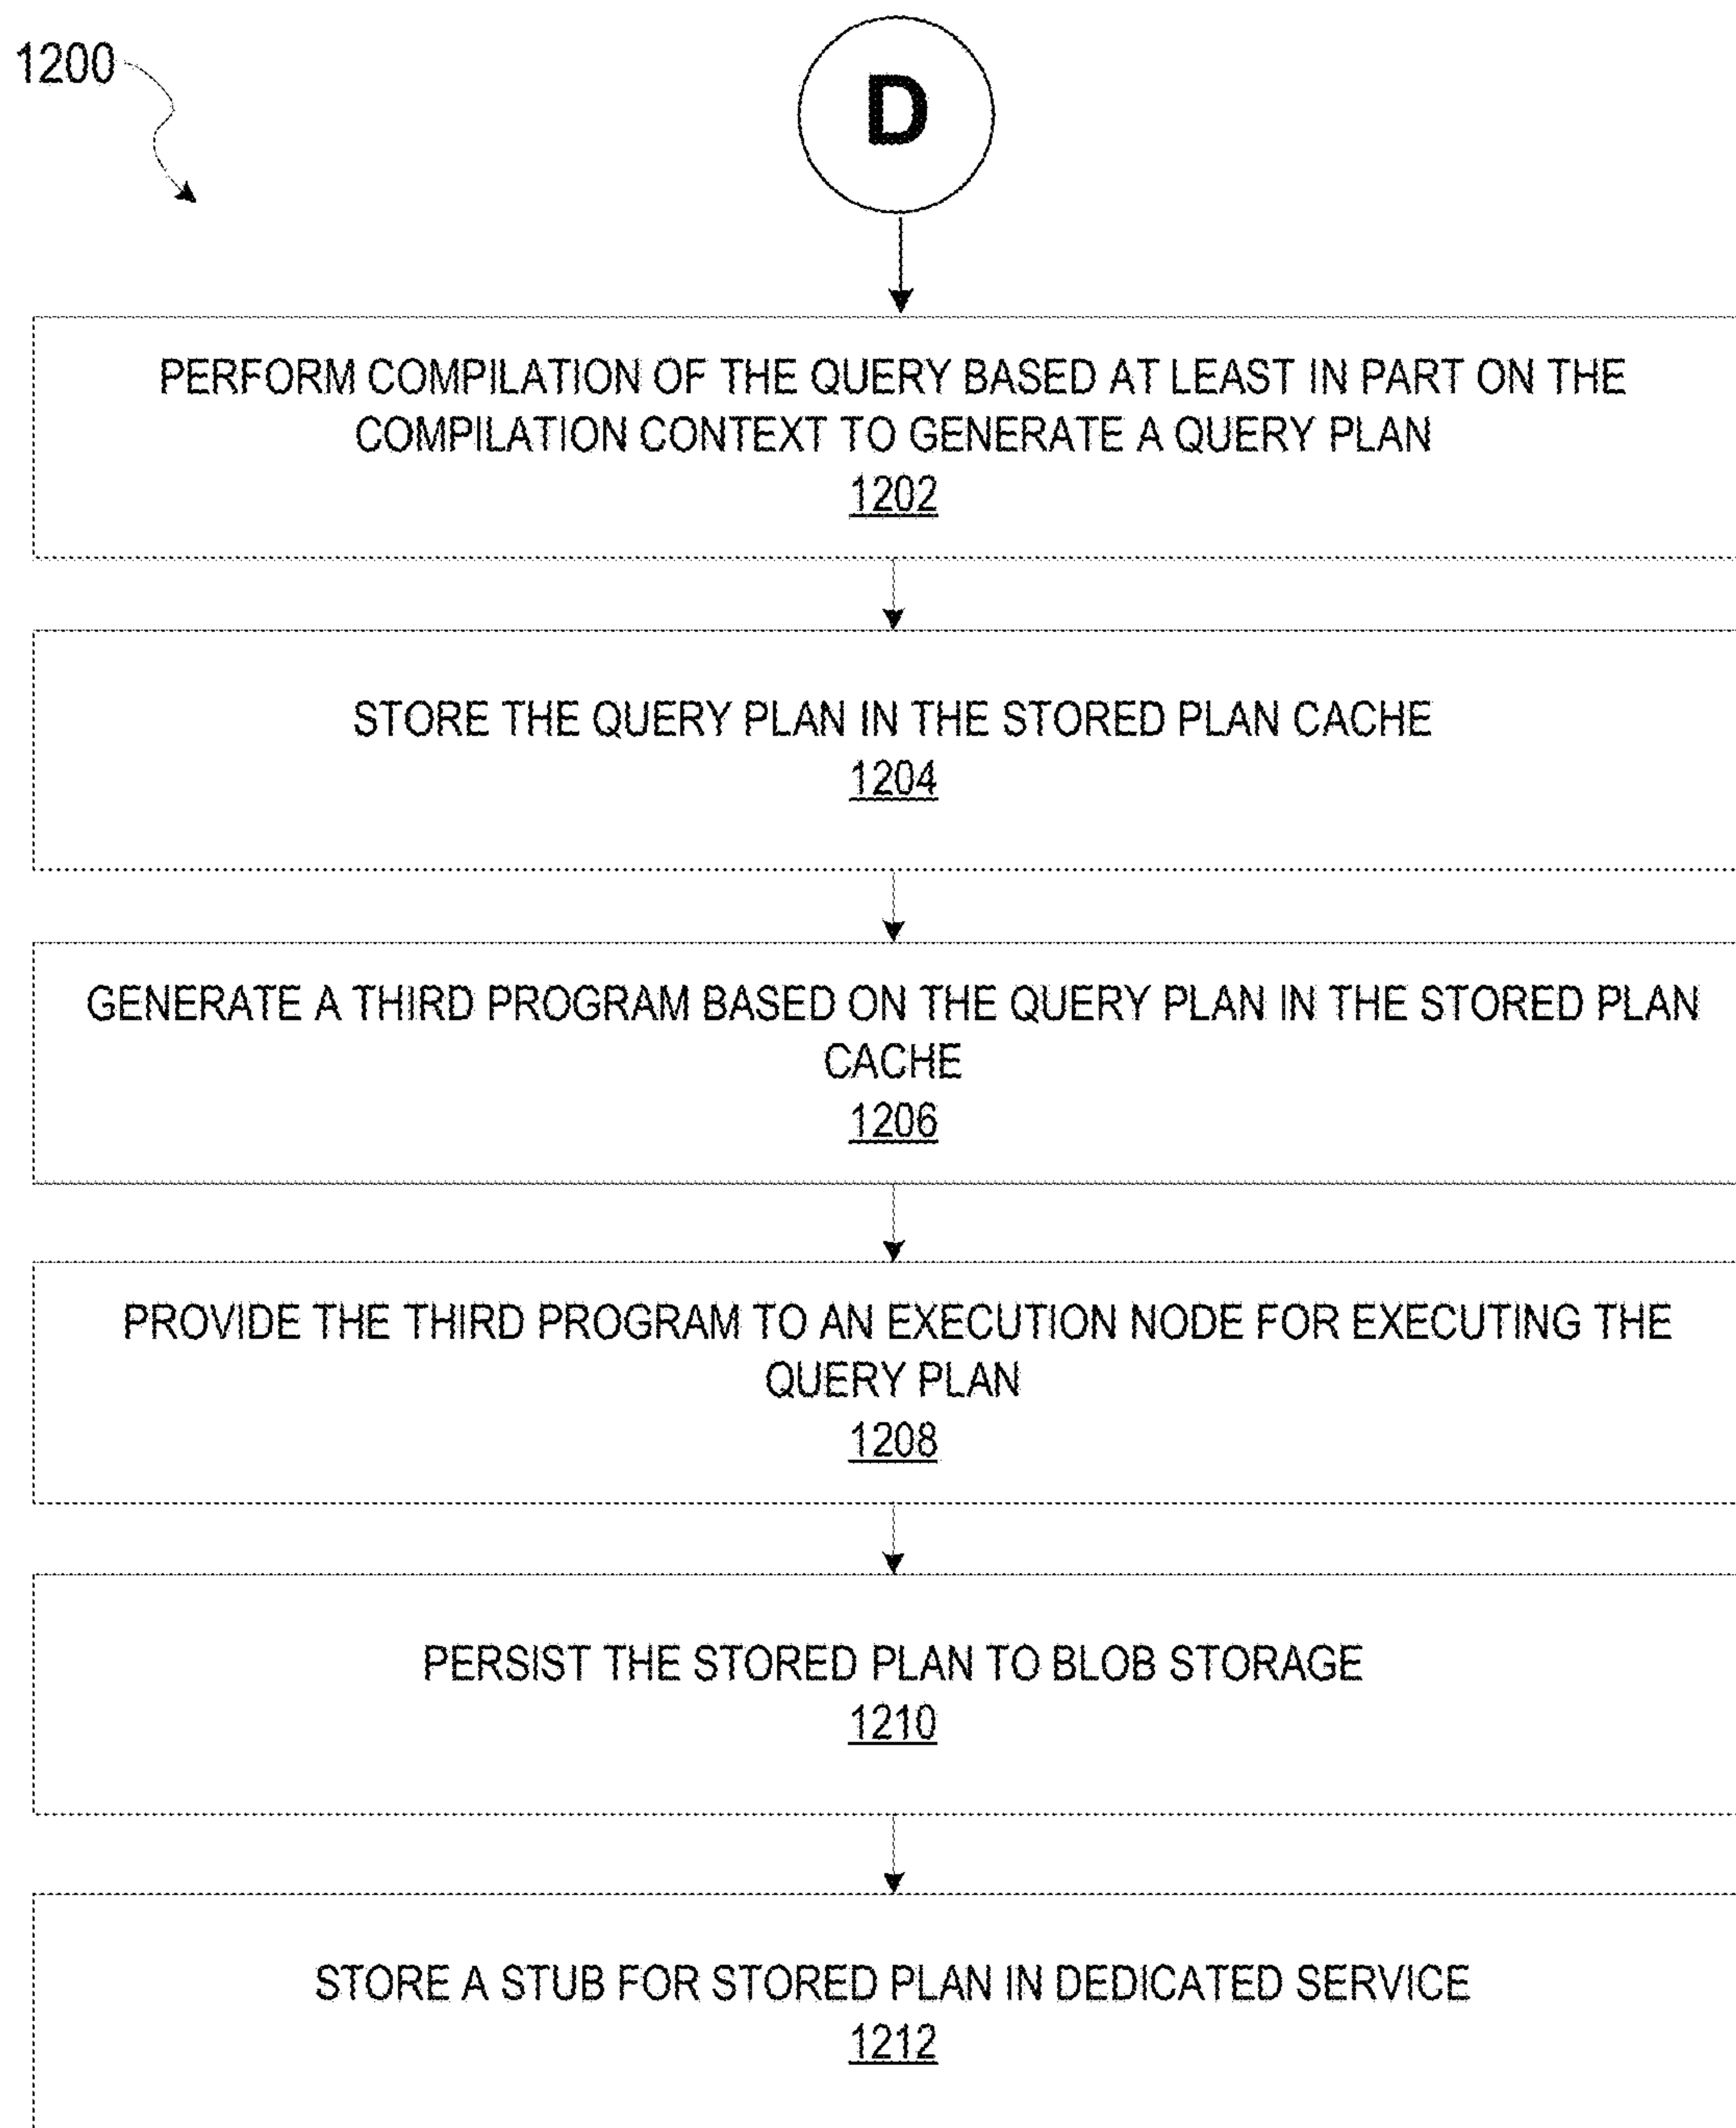 1200
D
PERFORM COMPILATION OF THE QUERY BASED AT LEAST IN PART ON THE
COMPILATION CONTEXT TO GENERATE A QUERY PLAN
1202
STORE THE QUERY PLAN IN THE STORED PLAN CACHE
1204
GENERATE A THIRD PROGRAM BASED ON THE QUERY PLAN IN THE STORED PLAN
CACHE
1206
PROVIDE THE THIRD PROGRAM TO AN EXECUTION NODE FOR EXECUTING THE
QUERY PLAN
1208
PERSIST THE STORED PLAN TO BLOB STORAGE
1210
STORE A STUB FOR STORED PLAN IN DEDICATED SERVICE
1212